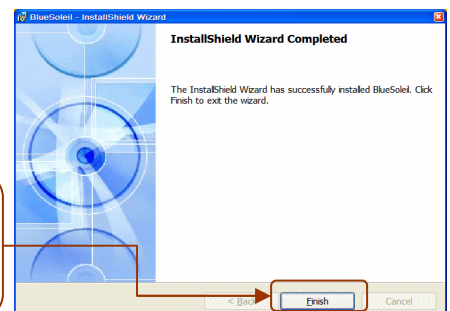 BlueSoleil - InstallShield Wizard
InstallShield Wizard Completed
The InstallShield Wizard has successfully installed BlueSoleil. Click
Finish to exit the wizard.
< Back
Finish
Cancel